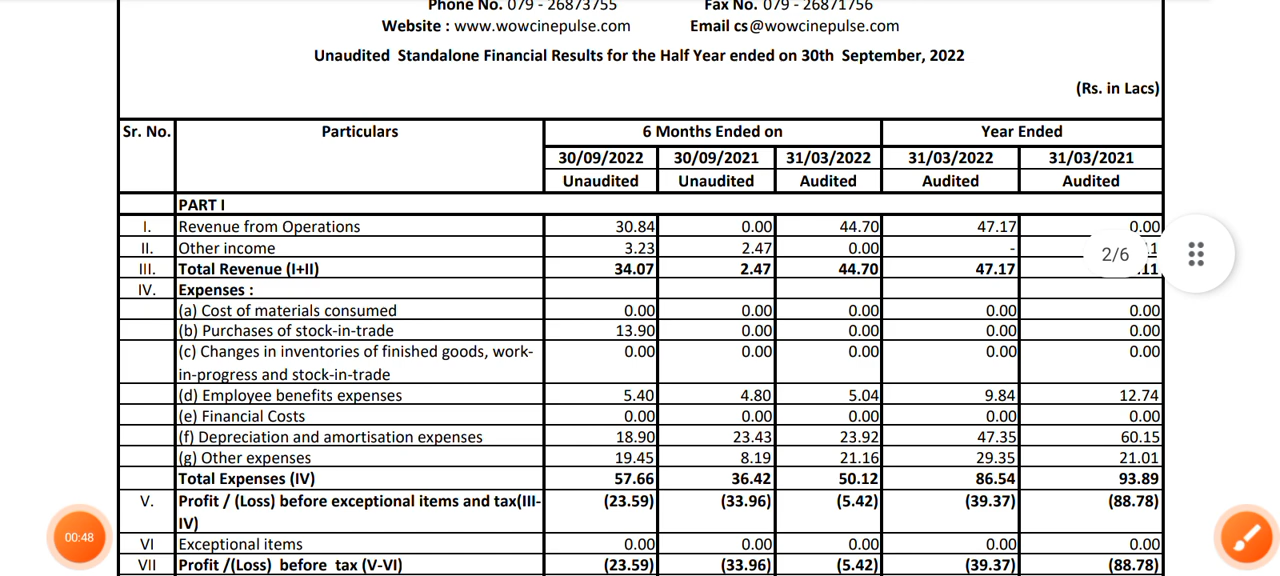 Phone No. 079 - 26873755 Fax No. 079 - 26871756
Website : www.wowcinepulse.com Email cs@wowcinepulse.com
Unaudited Standalone Financial Results for the Half Year ended on 30th September, 2022
(Rs. in Lacs)
Sr. No. Particulars 6 Months Ended on Year Ended
30/09/2022 30/09/2021 31/03/2022 31/03/2022 31/03/2021
Unaudited Unaudited Audited Audited Audited
PART I
I. Revenue from Operations 30.84 0.00 44.70 47.17 0.00
II. Other income 3.23 2.47 0.00 -
III. Total Revenue (I+II) 34.07 2.47 44.70 47.17 .11
2/6
IV. Expenses :
(a) Cost of materials consumed 0.00 0.00 0.00 0.00 0.00
(b) Purchases of stock-in-trade 13.90 0.00 0.00 0.00 0.00
(c) Changes in inventories of finished goods, work- 0.00 0.00 0.00 0.00 0.00
in-progress and stock-in-trade
(d) Employee benefits expenses 5.40 4.80 5.04 9.84 12.74
(e) Financial Costs 0.00 0.00 0.00 0.00 0.00
(f) Depreciation and amortisation expenses 18.90 23.43 23.92 47.35 60.15
(g) Other expenses 19.45 8.19 21.16 29.35 21.01
Total Expenses (IV) 57.66 36.42 50.12 86.54 93.89
V. Profit / (Loss) before exceptional items and tax(III- (23.59) (33.96) (5.42) (39.37) (88.78)
IV)
VI Exceptional items 0.00 0.00 0.00 0.00 0.00
VII Profit /(Loss) before tax (V-VI) (23.59) (33.96) (5.42) (39.37) (88.78)
00:48